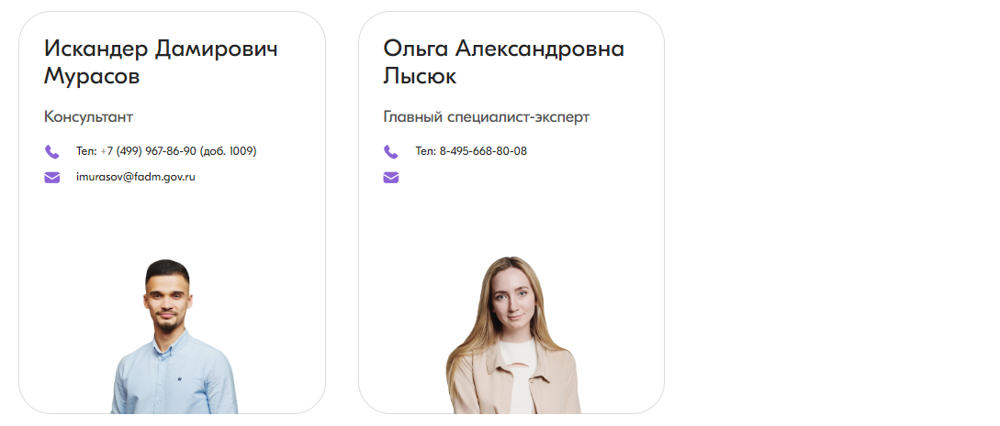 Искандер Дамирович
Мурасов
Консультант
Тел: +7 (499) 967-86-90 (доб. 1009)
imurasov@fadm.gov.ru
Ольга Александровна
Лысюк
Главный специалист-эксперт
Тел: 8-495-668-80-08